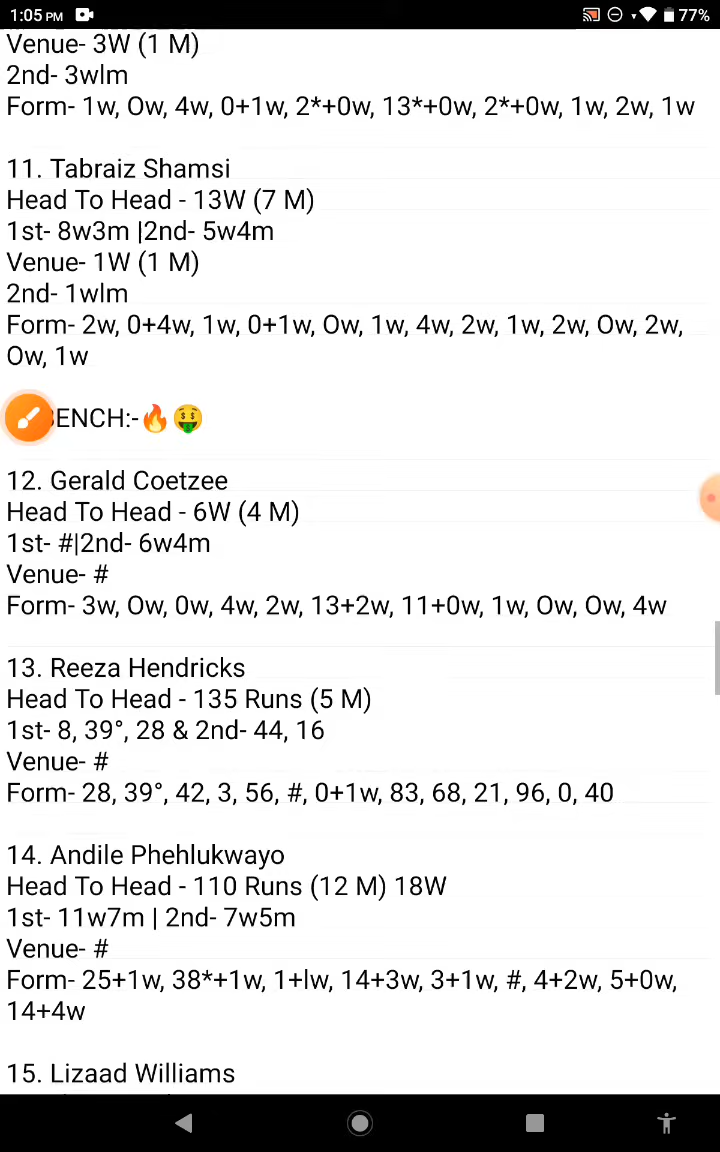 1:05 PM 77%
Venue- 3W (1 M)
2nd- 3wlm
Form- 1w, Ow, 4w, 0+1w, 2*+0w, 13*+0w, 2*+0w, 1w, 2w, 1w
11. Tabraiz Shamsi
Head To Head - 13W (7 M)
1st- 8w3m |2nd- 5w4m
Venue- 1W (1 M)
2nd- 1wlm
Form- 2w, 0+4w, 1w, 0+1w, Ow, 1w, 4w, 2w, 1w, 2w, Ow, 2w,
Ow, 1w
ENCH:-🔥🤑
12. Gerald Coetzee
Head To Head - 6W (4 M)
1st- #|2nd- 6w4m
Venue- #
Form- 3w, Ow, 0w, 4w, 2w, 13+2w, 11+0w, 1w, Ow, Ow, 4w
13. Reeza Hendricks
Head To Head - 135 Runs (5 M)
1st- 8, 39°, 28 & 2nd- 44, 16
Venue- #
Form- 28, 39°, 42, 3, 56, #, 0+1w, 83, 68, 21, 96, 0, 40
14. Andile Phehlukwayo
Head To Head - 110 Runs (12 M) 18W
1st- 11w7m | 2nd- 7w5m
Venue- #
Form- 25+1w, 38*+1w, 1+lw, 14+3w, 3+1w, #, 4+2w, 5+0w,
14+4w
15. Lizaad Williams